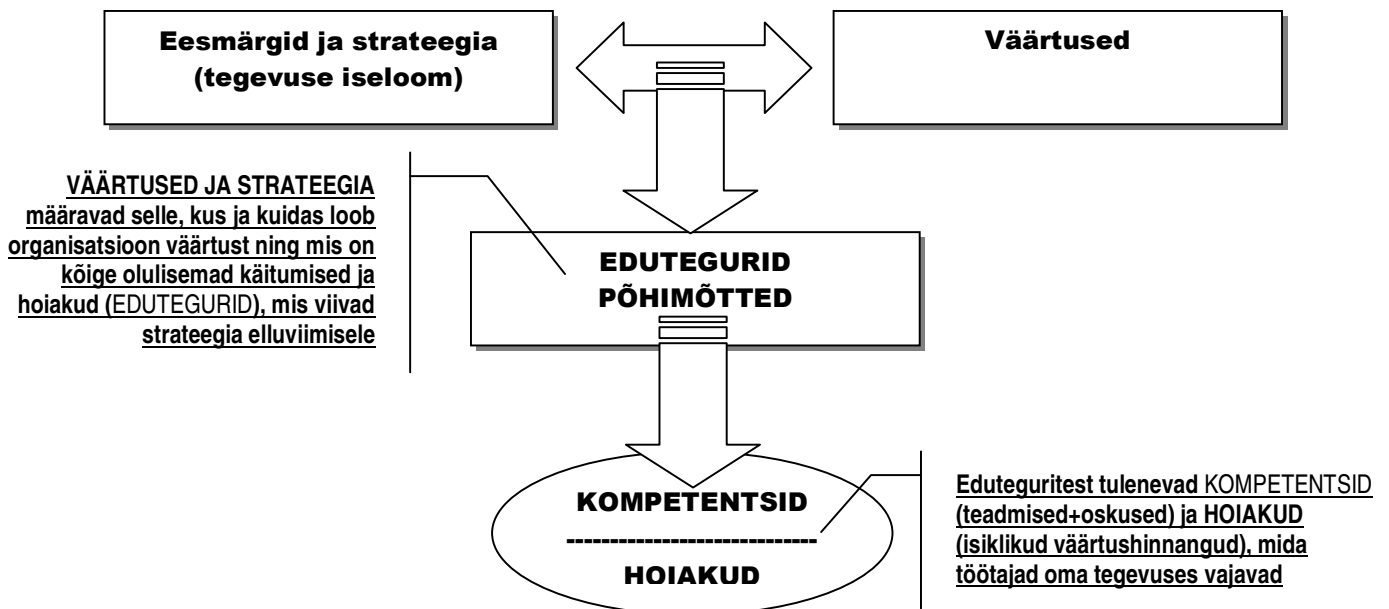 Eesmärgid ja strateegia
(tegevuse iseloom)
Väärtused
VÄÄRTUSED JA STRATEEGIA
määravad selle, kus ja kuidas loob
organisatsioon väärtust ning mis on
kõige olulisemad käitumised ja
hoiakud (EDUTEGURID), mis viivad
strateegia elluviimisele
EDUTEGURID
PÕHIMÕTTED
KOMPETENTSID
-----------------------------
HOIAKUD
Eduteguritest tulenevad KOMPETENTSID
(teadmised+oskused) ja HOIAKUD
(isiklikud väärtushinnangud), mida
töötajad oma tegevuses vajavad